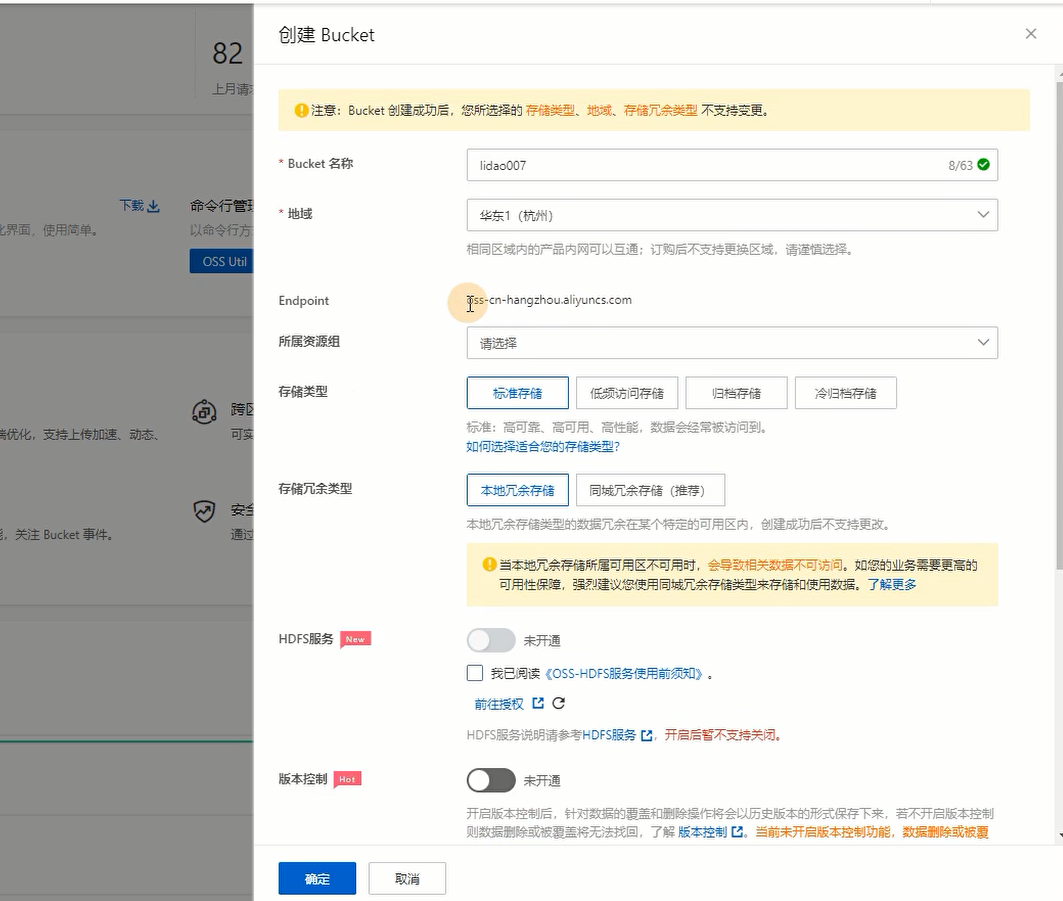 创建 Bucket
82
上月请
注意：Bucket 创建成功后，您所选择的 存储类型、地域、存储冗余类型 不支持变更。
* Bucket 名称
lidao007
8/63
下载
命令行管
* 地域
华东1（杭州）
化界面，使用简单。
以命令行方
相同区域内的产品内网可以互通；订购后不支持更换区域，请谨慎选择。
OSS Util
Endpoint
oss-cn-hangzhou.aliyuncs.com
所属资源组
请选择
存储类型
标准存储
低频访问存储
归档存储
冷归档存储
跨区
端优化，支持上传加速、动态、
可实
标准：高可靠、高可用、高性能，数据会经常被访问到。
如何选择适合您的存储类型?
存储冗余类型
本地冗余存储
同城冗余存储（推荐）
安全
能，关注 Bucket 事件。
通过
本地冗余存储类型的数据冗余在某个特定的可用区内，创建成功后不支持更改。
当本地冗余存储所属可用区不可用时，会导致相关数据不可访问。如您的业务需要更高的
可用性保障，强烈建议您使用同城冗余存储类型来存储和使用数据。了解更多
HDFS服务
New
未开通
我已阅读《OSS-HDFS服务使用前须知》。
前往授权
HDFS服务说明请参考HDFS服务，开启后暂不支持关闭。
版本控制
Hot
未开通
开启版本控制后，针对数据的覆盖和删除操作将会以历史版本的形式保存下来，若不开启版本控制
则数据删除或被覆盖将无法找回，了解 版本控制。当前未开启版本控制功能，数据删除或被覆
确定
取消